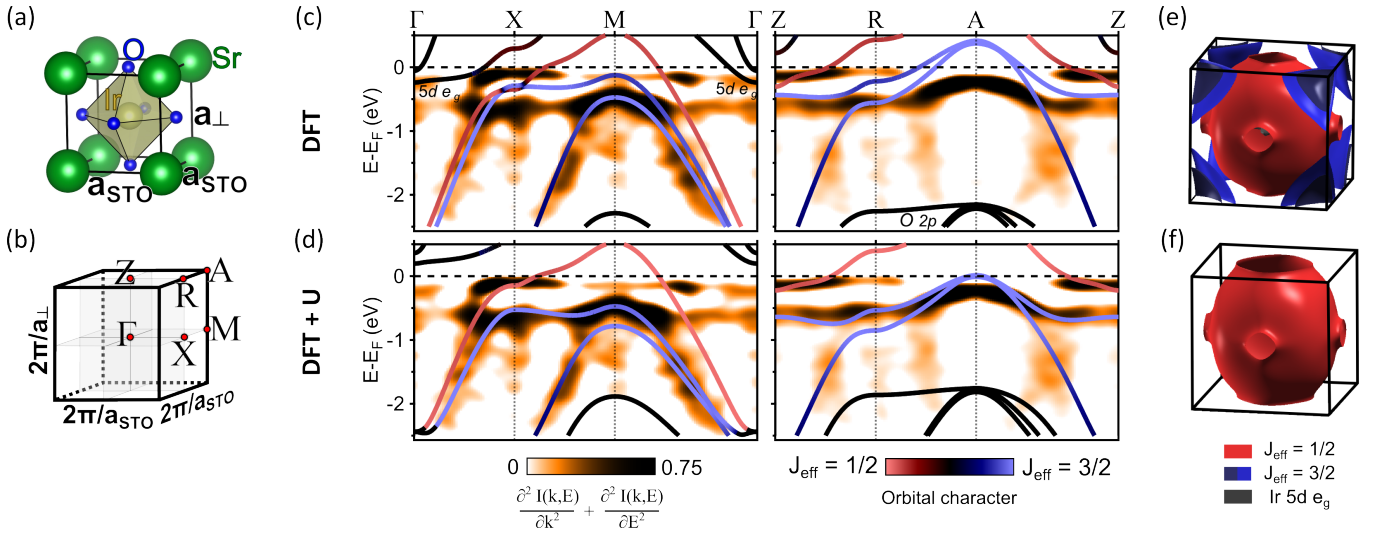 (a)
O
Sr
Ir
a⊥
aSTO
aSTO
(b)
Z
A
R
Γ
M
X
2π/a⊥
2π/aSTO
2π/aSTO
(c)
Γ X M Γ Z R A Z
DFT
E-EF (eV)
0
-1
-2
5d eg
5d eg
O 2p
(d)
DFT + U
E-EF (eV)
0
-1
-2
0 0.75
∂² I(k,E)/∂k² + ∂² I(k,E)/∂E²
Jeff = 1/2 Jeff = 3/2
Orbital character
(e)
(f)
Jeff = 1/2
Jeff = 3/2
Ir 5d eg